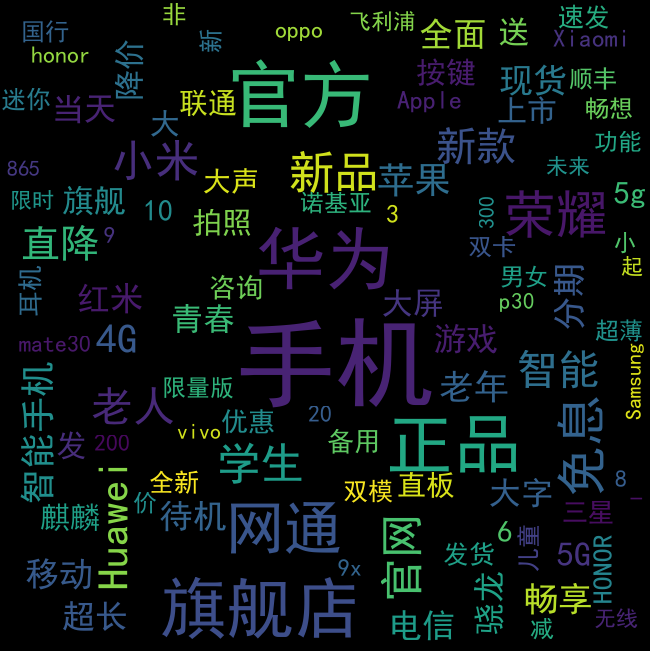 非
国行
新
oppo
飞利浦
全面
送
速发
Xiaomi
honor
降价
官方
按键
现货
顺丰
迷你
当天
联通
Apple
上市
畅想
大
小米
新品
新款
功能
865
大声
苹果
未来
限时
旗舰
10
拍照
诺基亚
3
300
荣耀
5g
直降
9
华为
双卡
小
耳机
咨询
男女
起
红米
青春
大屏
p30
分期
mate30
4G
手机
游戏
超薄
智能手机
限量版
老年
智能
Samsung
老人
20
优惠
vivo
备用
正品
免息
发
200
Huawei
学生
全新
双模
直板
大字
8
一
麒麟
价
待机
网通
官网
6
三星
移动
9x
发货
骁龙
儿童
5G
HONOR
超长
旗舰店
电信
畅享
减
无线